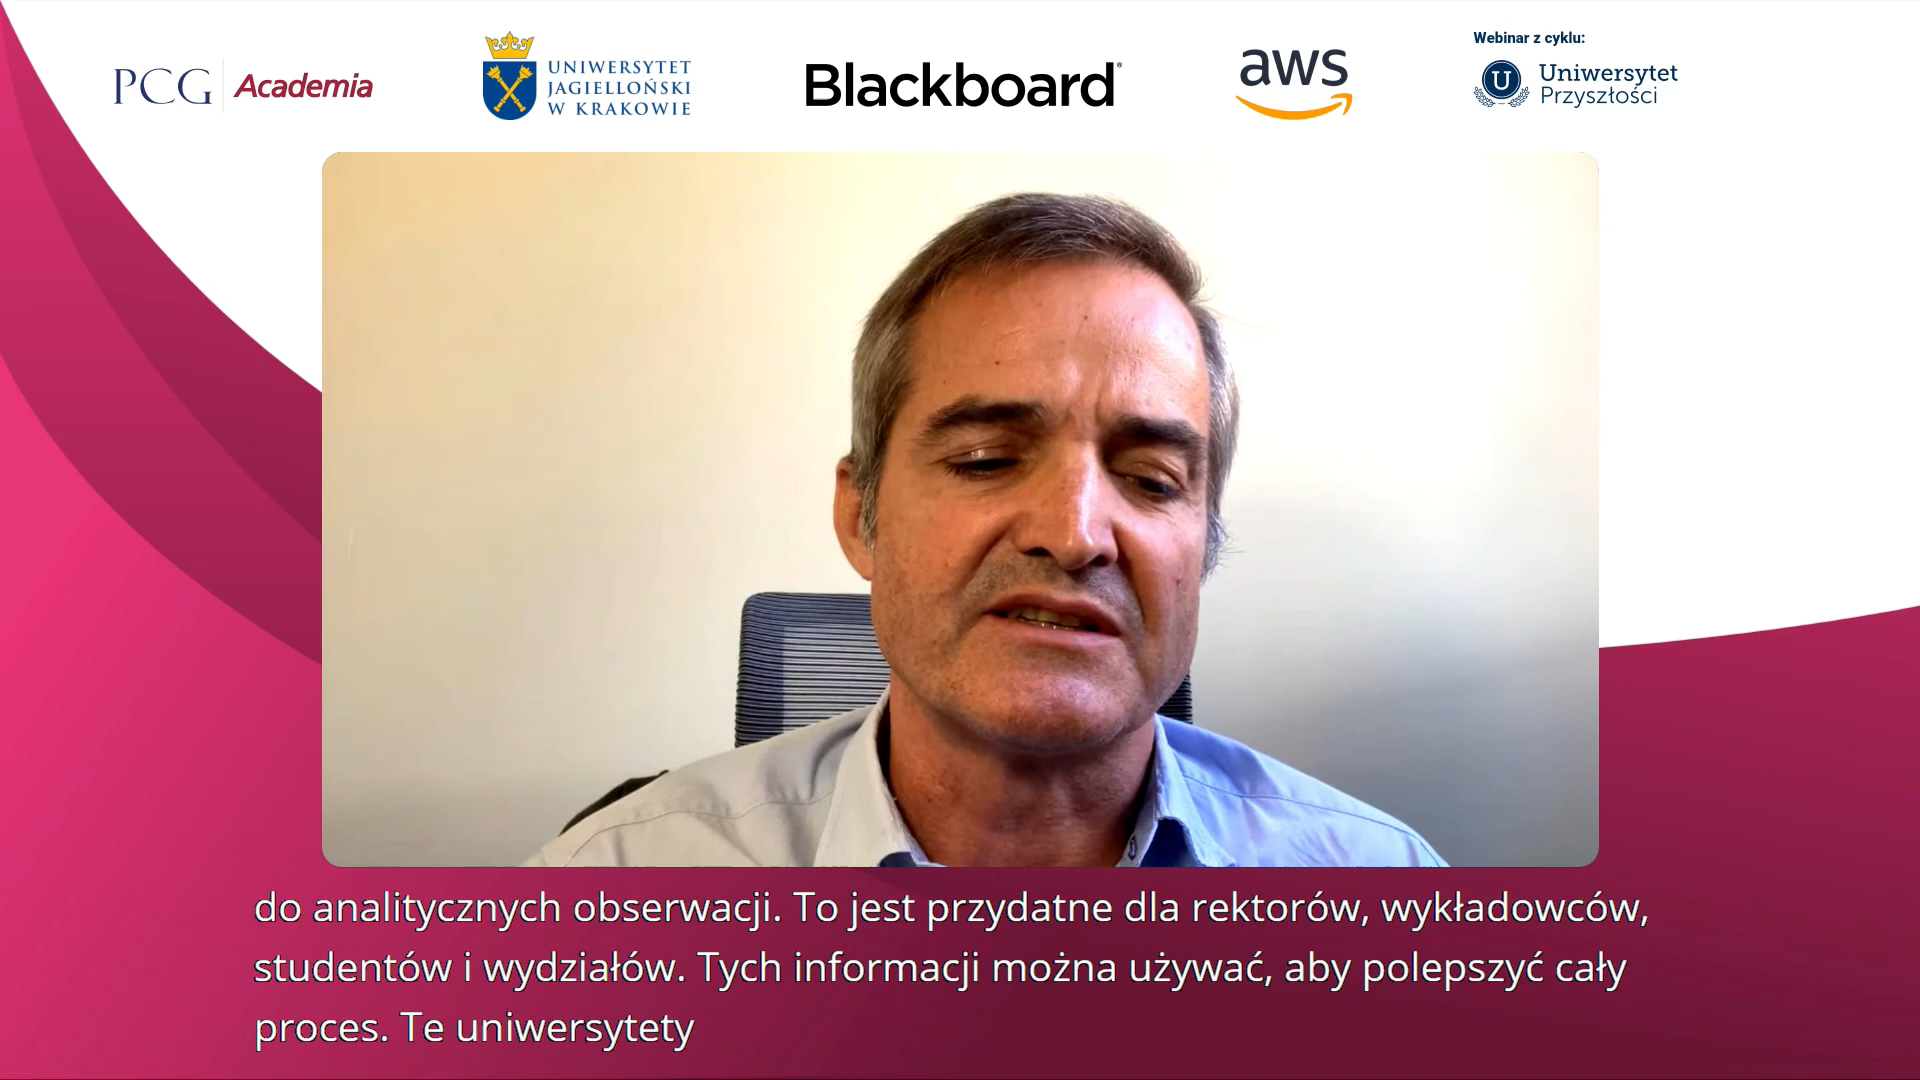 Webinar z cyklu:
PCG Academia
UNIWERSYTET
JAGIELLOŃSKI
W KRAKOWIE
Blackboard®
aws
U Uniwersytet
Przyszłości
do analitycznych obserwacji. To jest przydatne dla rektorów, wykładowców,
studentów i wydziałów. Tych informacji można używać, aby polepszyć cały
proces. Te uniwersytety